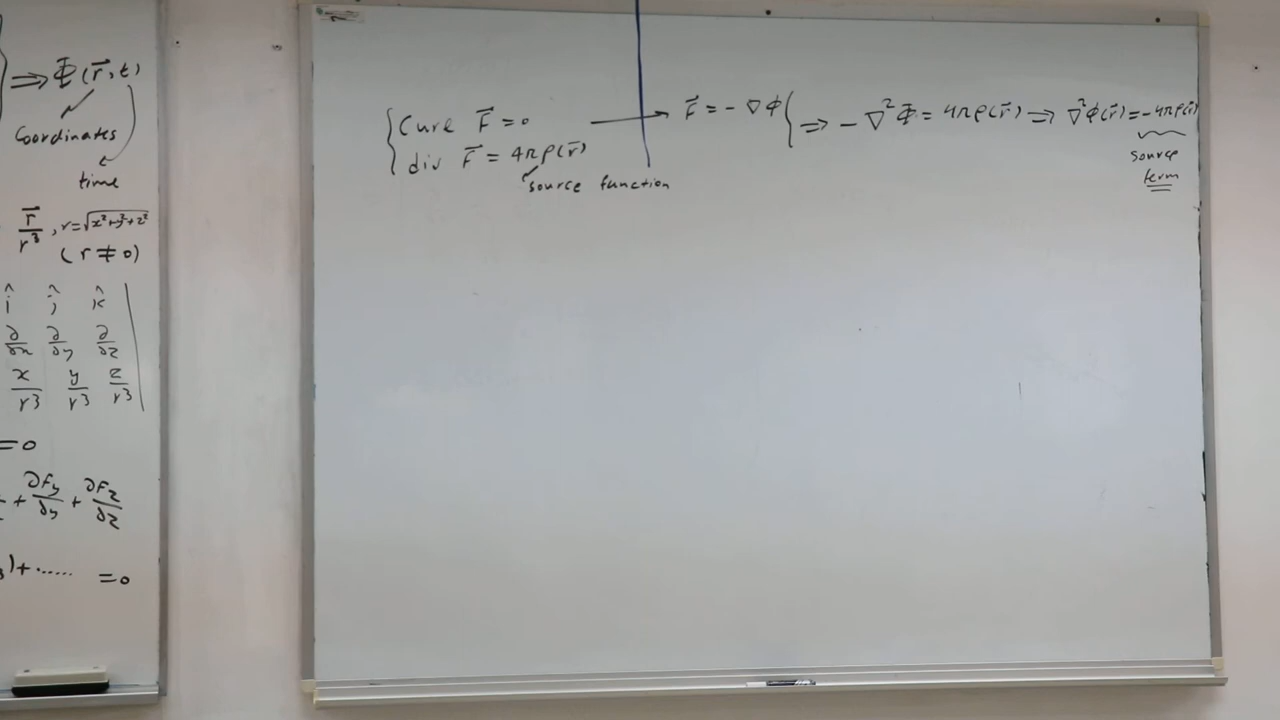 ⟹ Φ(r⃗,t)
Coordinates
time
r⃗/r³ , r=√x²+y²+z²
(r ≠ 0)
î ĵ k̂
∂/∂x ∂/∂y ∂/∂z
x/r³ y/r³ z/r³
=0
+ ∂Fy/∂y + ∂Fz/∂z
)+...... =0
{ Cure F⃗ = 0 ⟶ F⃗ = - ∇Φ } ⟹ - ∇²Φ = 4πρ(r⃗) ⟹ ∇²Φ(r⃗) = -4πρ(r⃗)
div F⃗ = 4πρ(r⃗)
source function
source
term